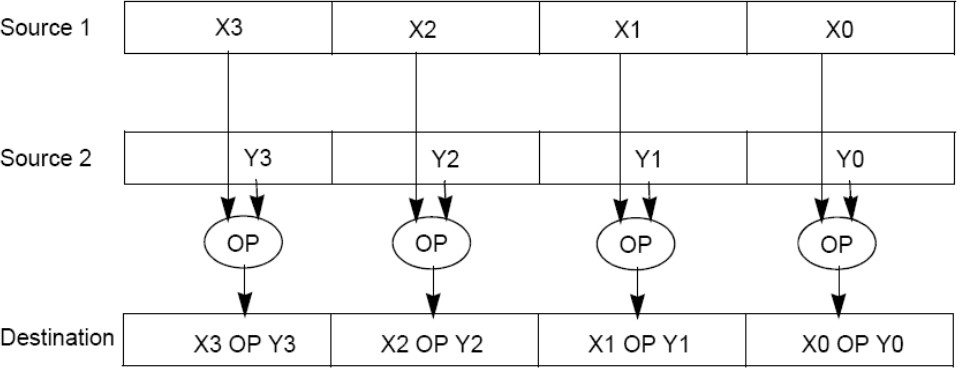 Source 1 X3 X2 X1 X0
Source 2 Y3 Y2 Y1 Y0
OP OP OP OP
Destination X3 OP Y3 X2 OP Y2 X1 OP Y1 X0 OP Y0